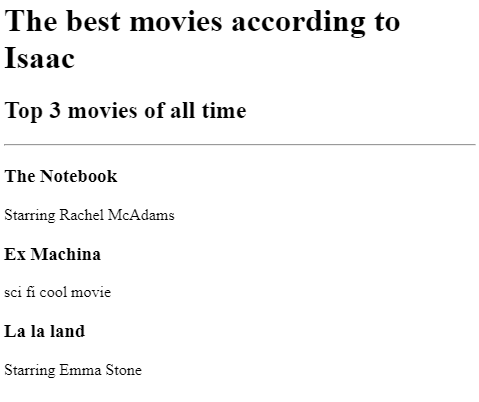 The best movies according to
Isaac
Top 3 movies of all time
The Notebook
Starring Rachel McAdams
Ex Machina
sci fi cool movie
La la land
Starring Emma Stone